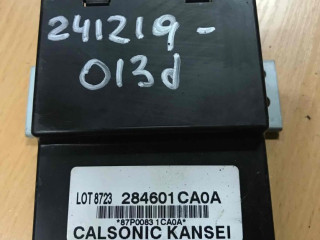 241219-
013d
LOT 8723 284601CA0A
*87P0083 1CA0A*
CALSONIC KANSEI